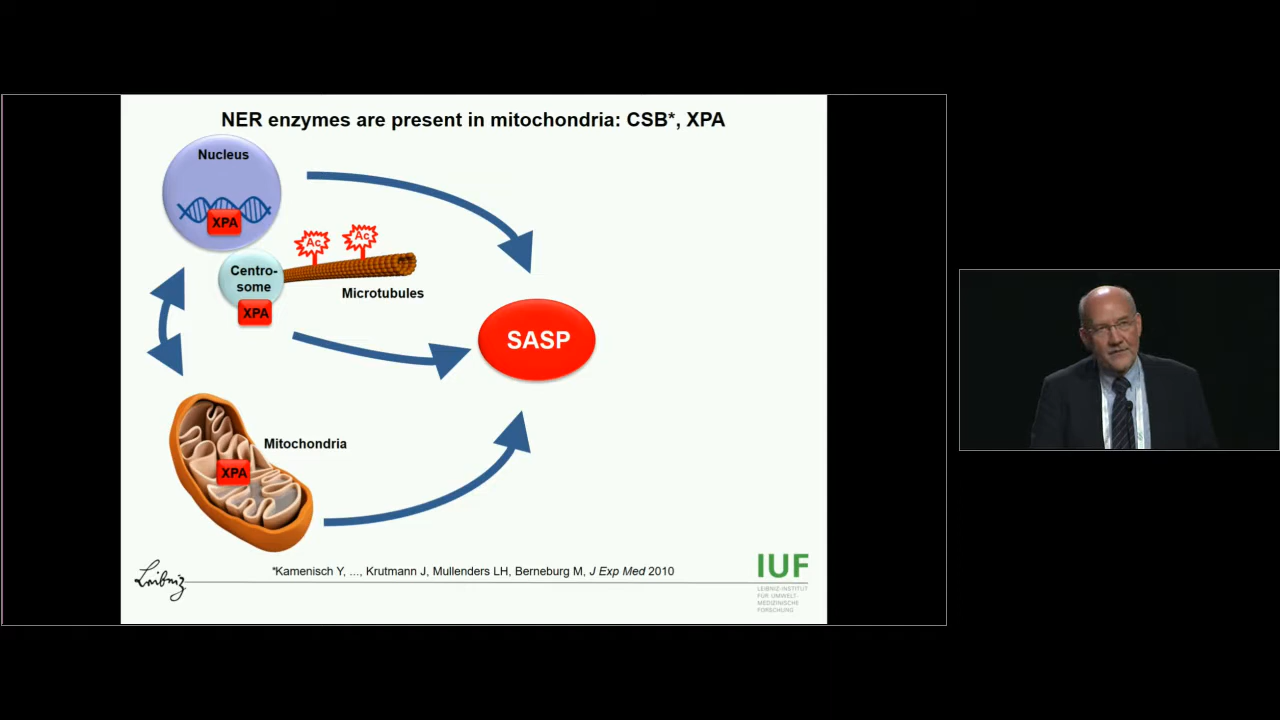 NER enzymes are present in mitochondria: CSB*, XPA
Nucleus
XPA
Ac
Ac
Centro-
some
XPA
Microtubules
SASP
Mitochondria
XPA
*Kamenisch Y, ..., Krutmann J, Mullenders LH, Berneburg M, J Exp Med 2010
Leibniz
IUF
LEIBNIZ-INSTITUT
FÜR UMWELT-
MEDIZINISCHE
FORSCHUNG